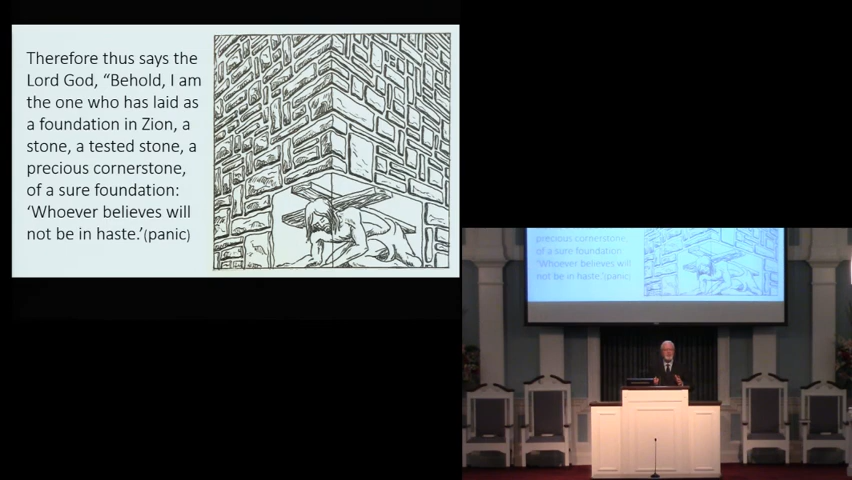 Therefore thus says the
Lord God, “Behold, I am
the one who has laid as
a foundation in Zion, a
stone, a tested stone, a
precious cornerstone,
of a sure foundation:
‘Whoever believes will
not be in haste.’(panic)
precious cornerstone,
of a sure foundation:
‘Whoever believes will
not be in haste.’(panic)